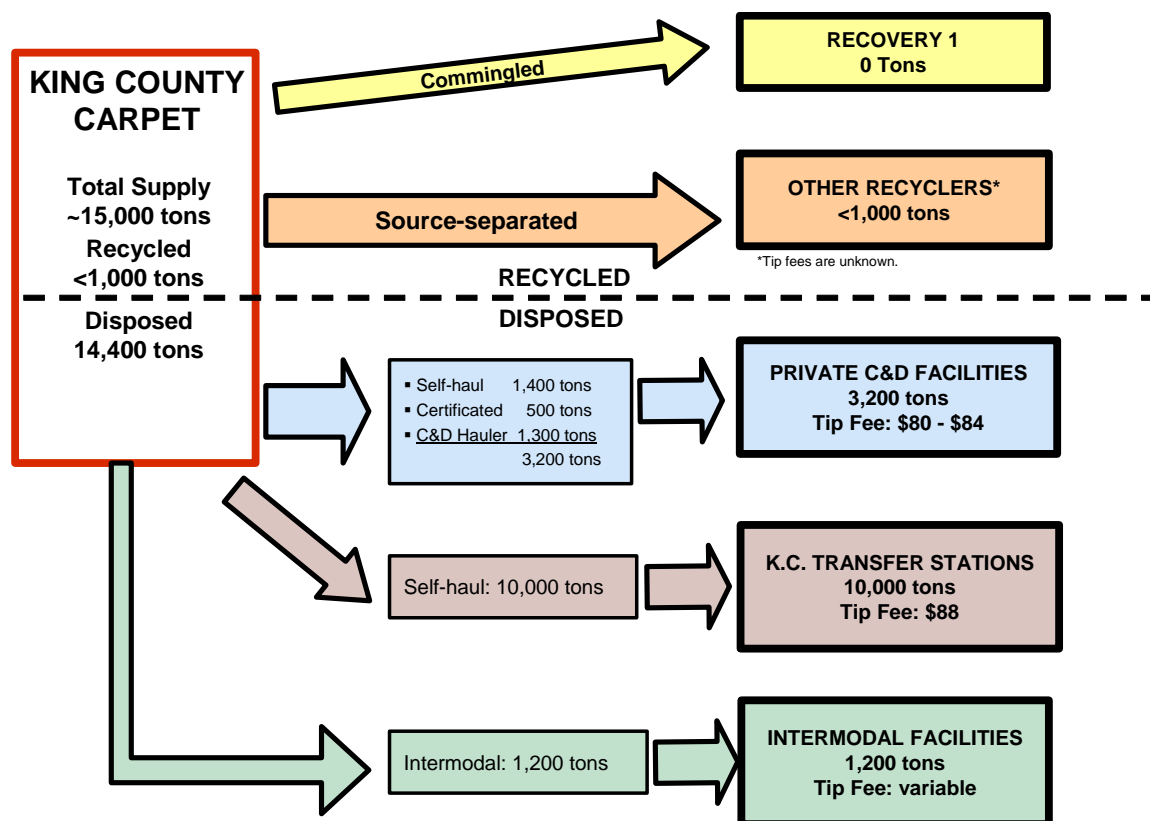 KING COUNTY
CARPET
Total Supply
~15,000 tons
Recycled
<1,000 tons
Disposed
14,400 tons
Commingled
RECOVERY 1
0 Tons
Source-separated
OTHER RECYCLERS*
<1,000 tons
*Tip fees are unknown.
RECYCLED
DISPOSED
▪ Self-haul 1,400 tons
▪ Certificated 500 tons
▪ C&D Hauler 1,300 tons
3,200 tons
PRIVATE C&D FACILITIES
3,200 tons
Tip Fee: $80 - $84
Self-haul: 10,000 tons
K.C. TRANSFER STATIONS
10,000 tons
Tip Fee: $88
Intermodal: 1,200 tons
INTERMODAL FACILITIES
1,200 tons
Tip Fee: variable